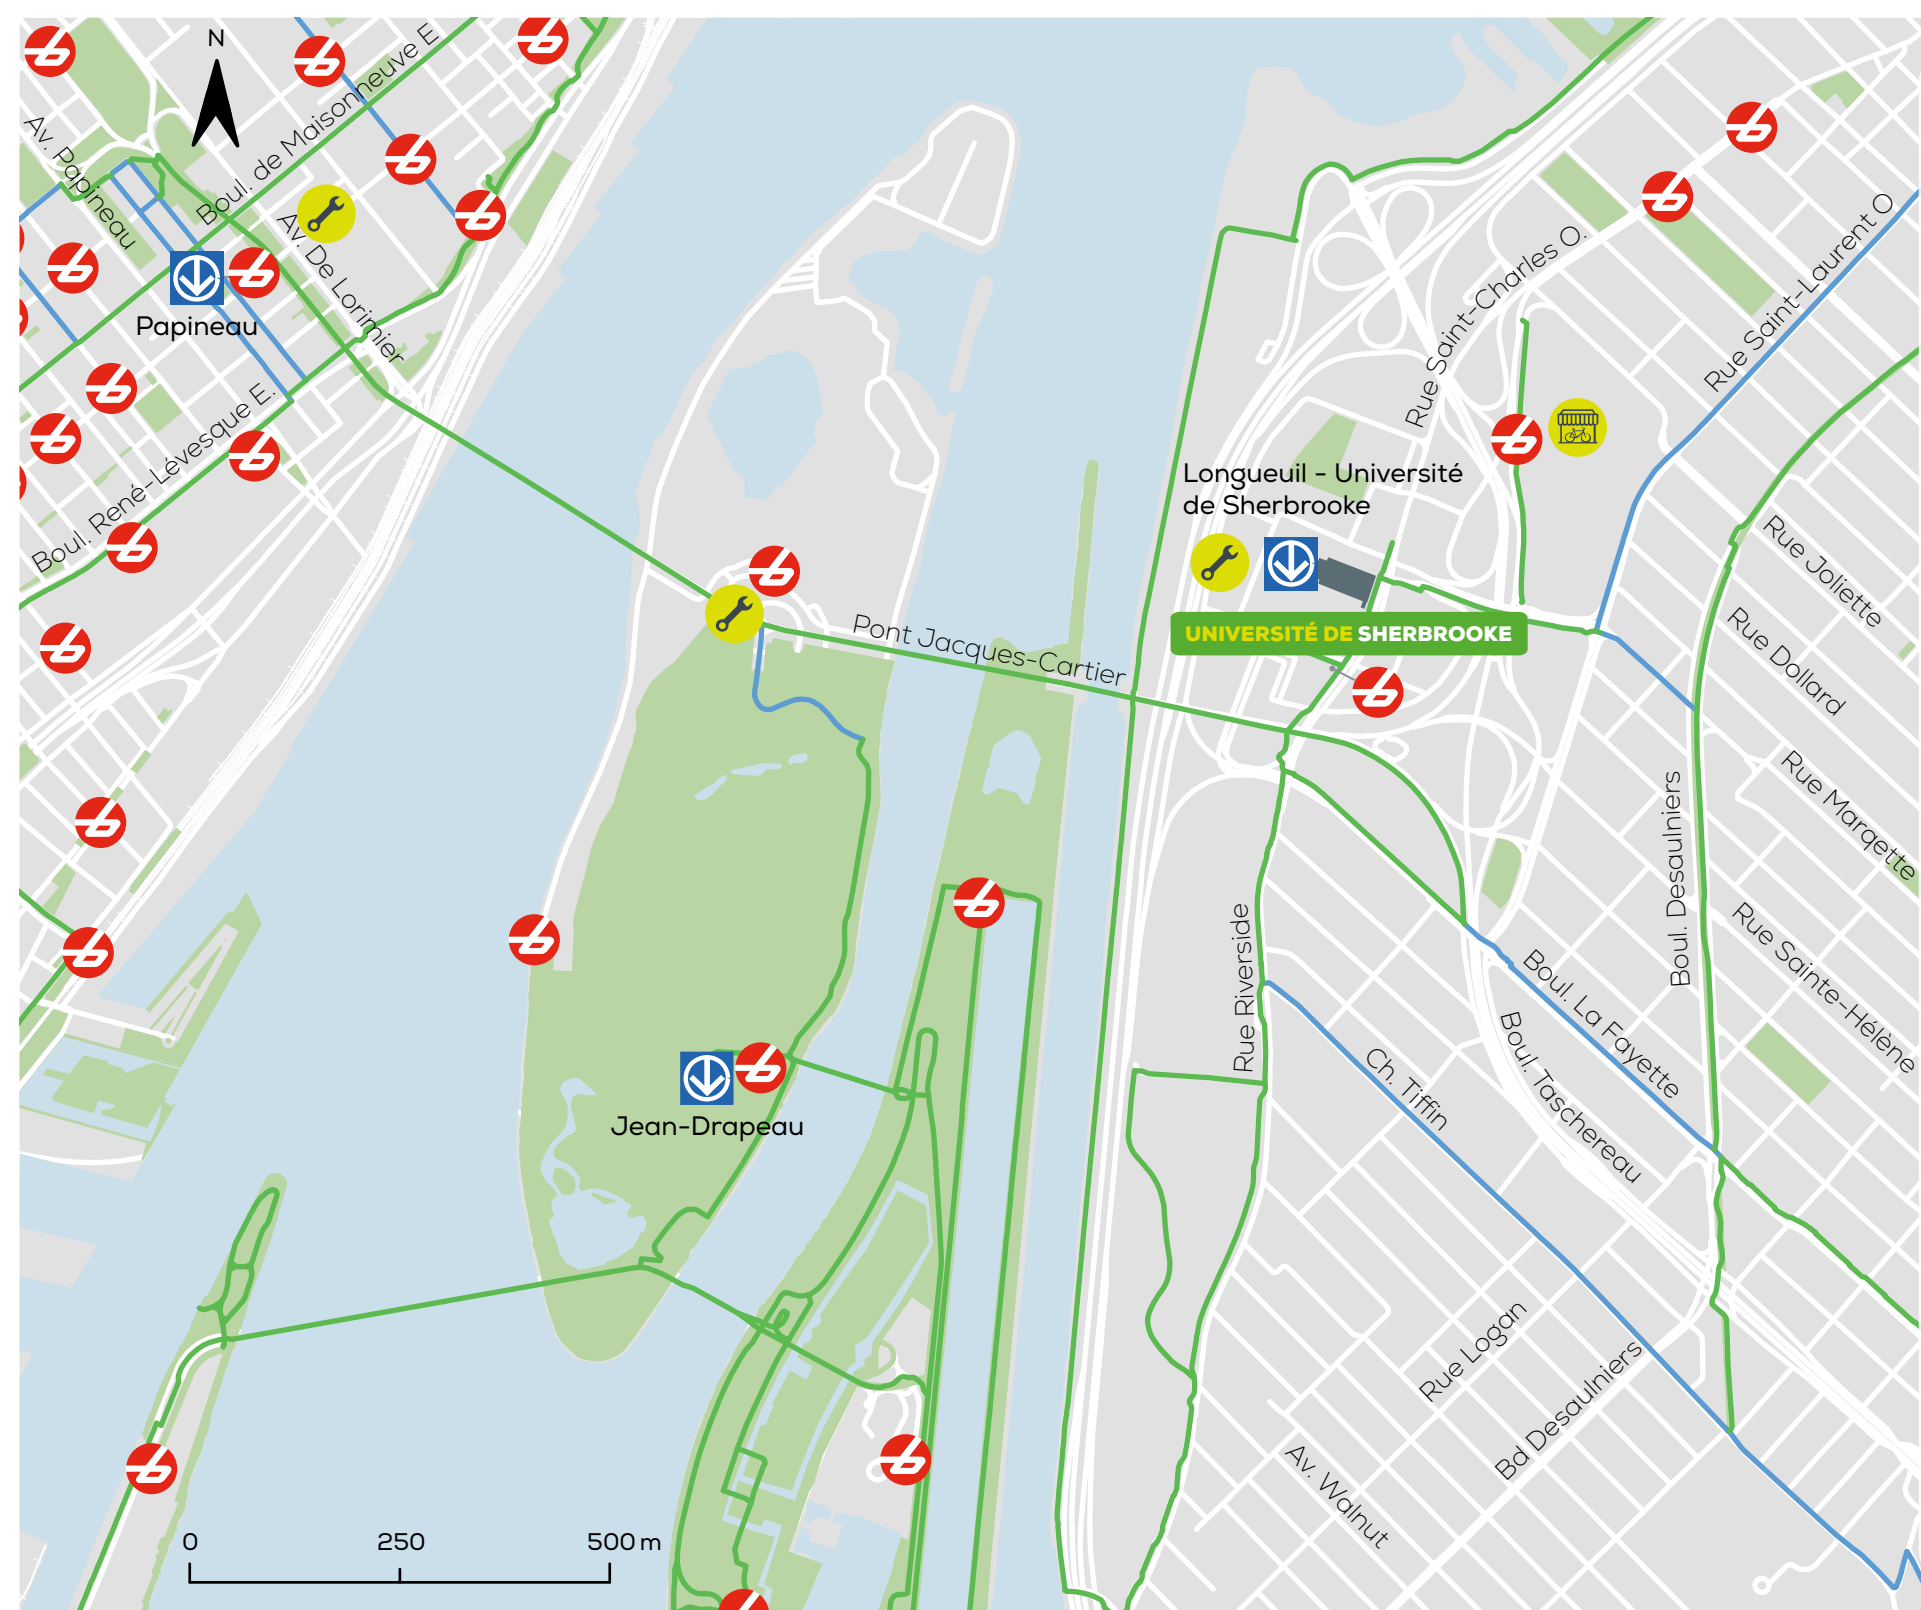 N
Boul. de Maisonneuve E
Av. Papineau
Av. De Lorimier
Papineau
Boul. René-Lévesque E.
Rue Saint-Charles O.
Rue Saint-Laurent O
Longueuil - Université
de Sherbrooke
UNIVERSITÉ DE SHERBROOKE
Pont Jacques-Cartier
Rue Joliette
Rue Dollard
Rue Marqette
Boul. Desaulniers
Rue Sainte-Hélène
Rue Riverside
Boul. La Fayette
Boul. Taschereau
Ch. Tiffin
Jean-Drapeau
Rue Logan
Bd Desaulniers
Av. Walnut
0 250 500 m